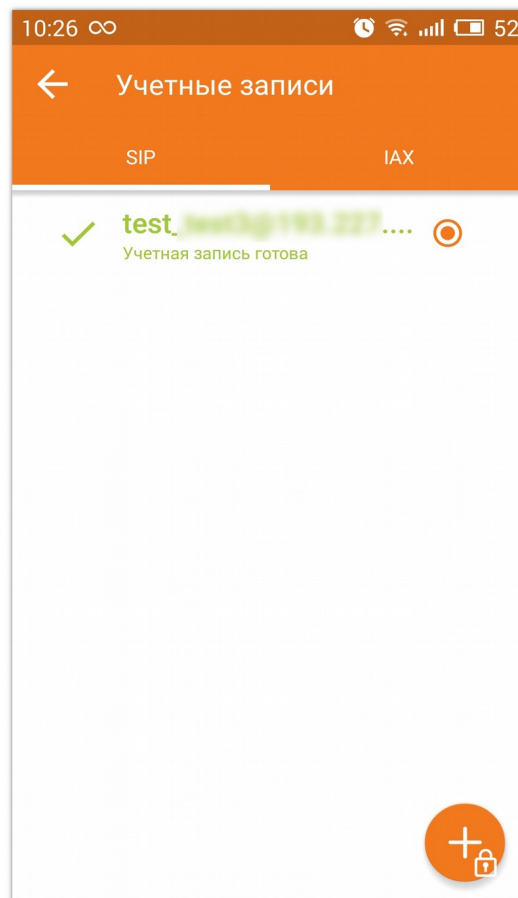 10:26 52
Учетные записи
SIP IAX
test_ ....
Учетная запись готова